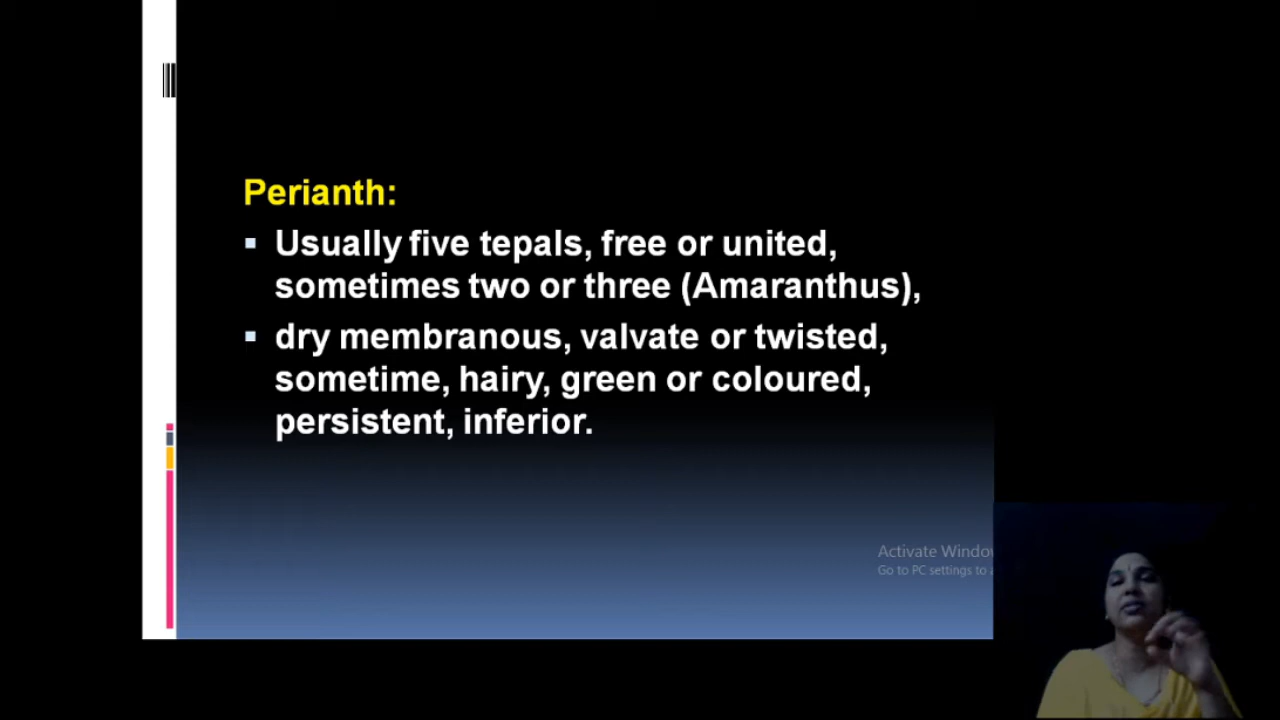 Perianth:
Usually five tepals, free or united,
sometimes two or three (Amaranthus),
dry membranous, valvate or twisted,
sometime, hairy, green or coloured,
persistent, inferior.
Activate Windo
Go to PC settings to a